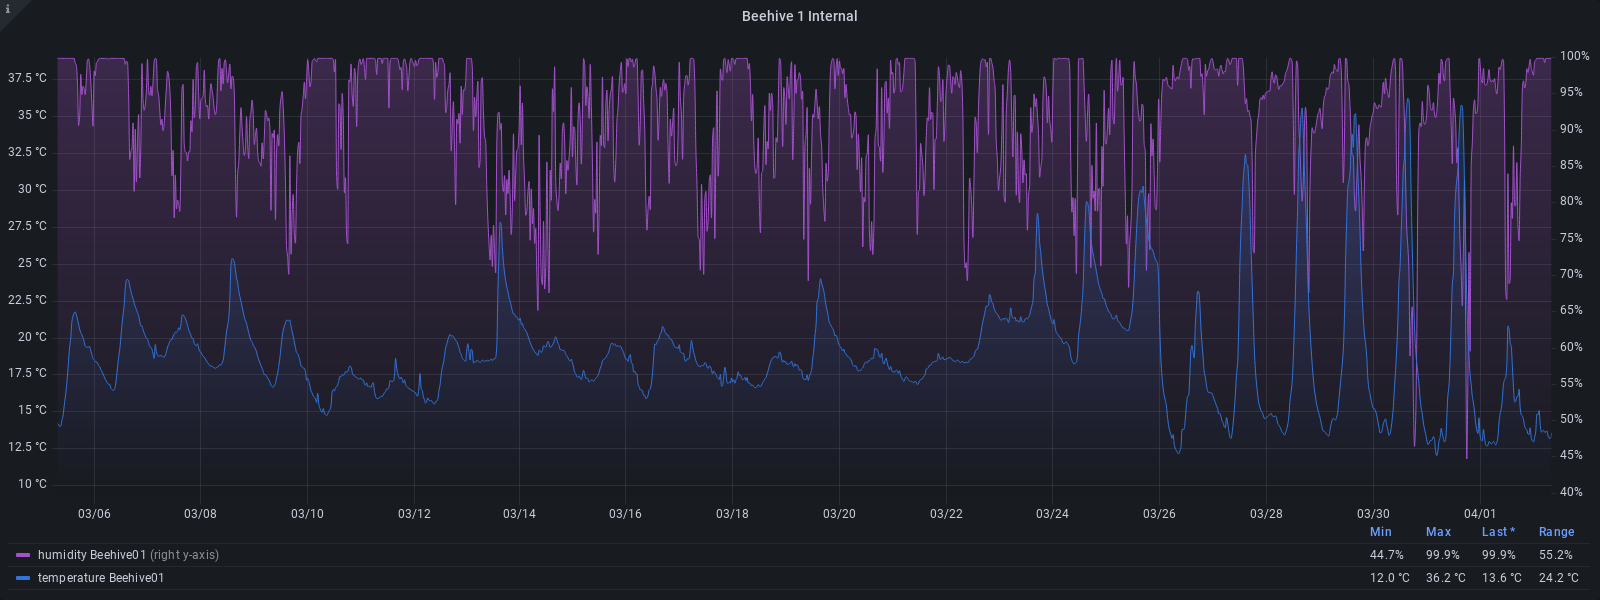 i
Beehive 1 Internal
37.5 °C
35 °C
32.5 °C
30 °C
27.5 °C
25 °C
22.5 °C
20 °C
17.5 °C
15 °C
12.5 °C
10 °C
100%
95%
90%
85%
80%
75%
70%
65%
60%
55%
50%
45%
40%
03/06 03/08 03/10 03/12 03/14 03/16 03/18 03/20 03/22 03/24 03/26 03/28 03/30 04/01
Min Max Last * Range
humidity Beehive01 (right y-axis) 44.7% 99.9% 99.9% 55.2%
temperature Beehive01 12.0 °C 36.2 °C 13.6 °C 24.2 °C